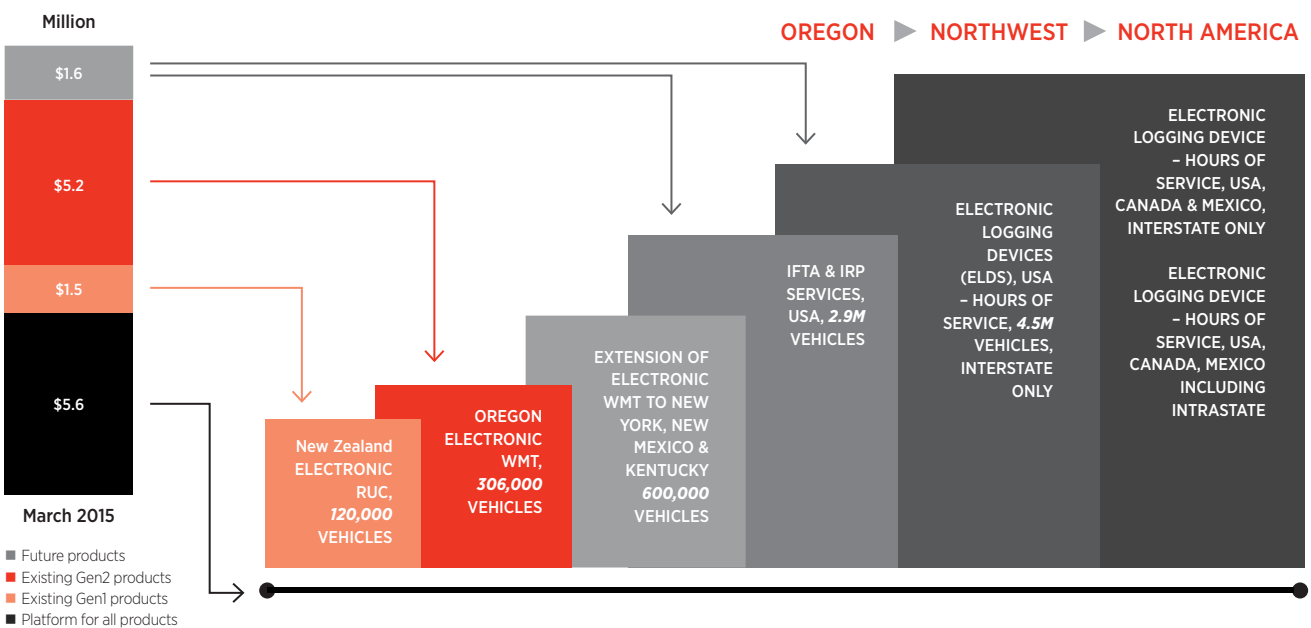 Million
$1.6
$5.2
$1.5
$5.6
March 2015
Future products
Existing Gen2 products
Existing Gen1 products
Platform for all products
OREGON NORTHWEST NORTH AMERICA
New Zealand
ELECTRONIC
RUC,
120,000
VEHICLES
OREGON
ELECTRONIC
WMT,
306,000
VEHICLES
EXTENSION OF
ELECTRONIC
WMT TO NEW
YORK, NEW
MEXICO &
KENTUCKY
600,000
VEHICLES
IFTA & IRP
SERVICES,
USA, 2.9M
VEHICLES
ELECTRONIC
LOGGING
DEVICES
(ELDS), USA
– HOURS OF
SERVICE, 4.5M
VEHICLES,
INTERSTATE
ONLY
ELECTRONIC
LOGGING DEVICE
– HOURS OF
SERVICE, USA,
CANADA & MEXICO,
INTERSTATE ONLY
ELECTRONIC
LOGGING DEVICE
– HOURS OF
SERVICE, USA,
CANADA, MEXICO
INCLUDING
INTRASTATE